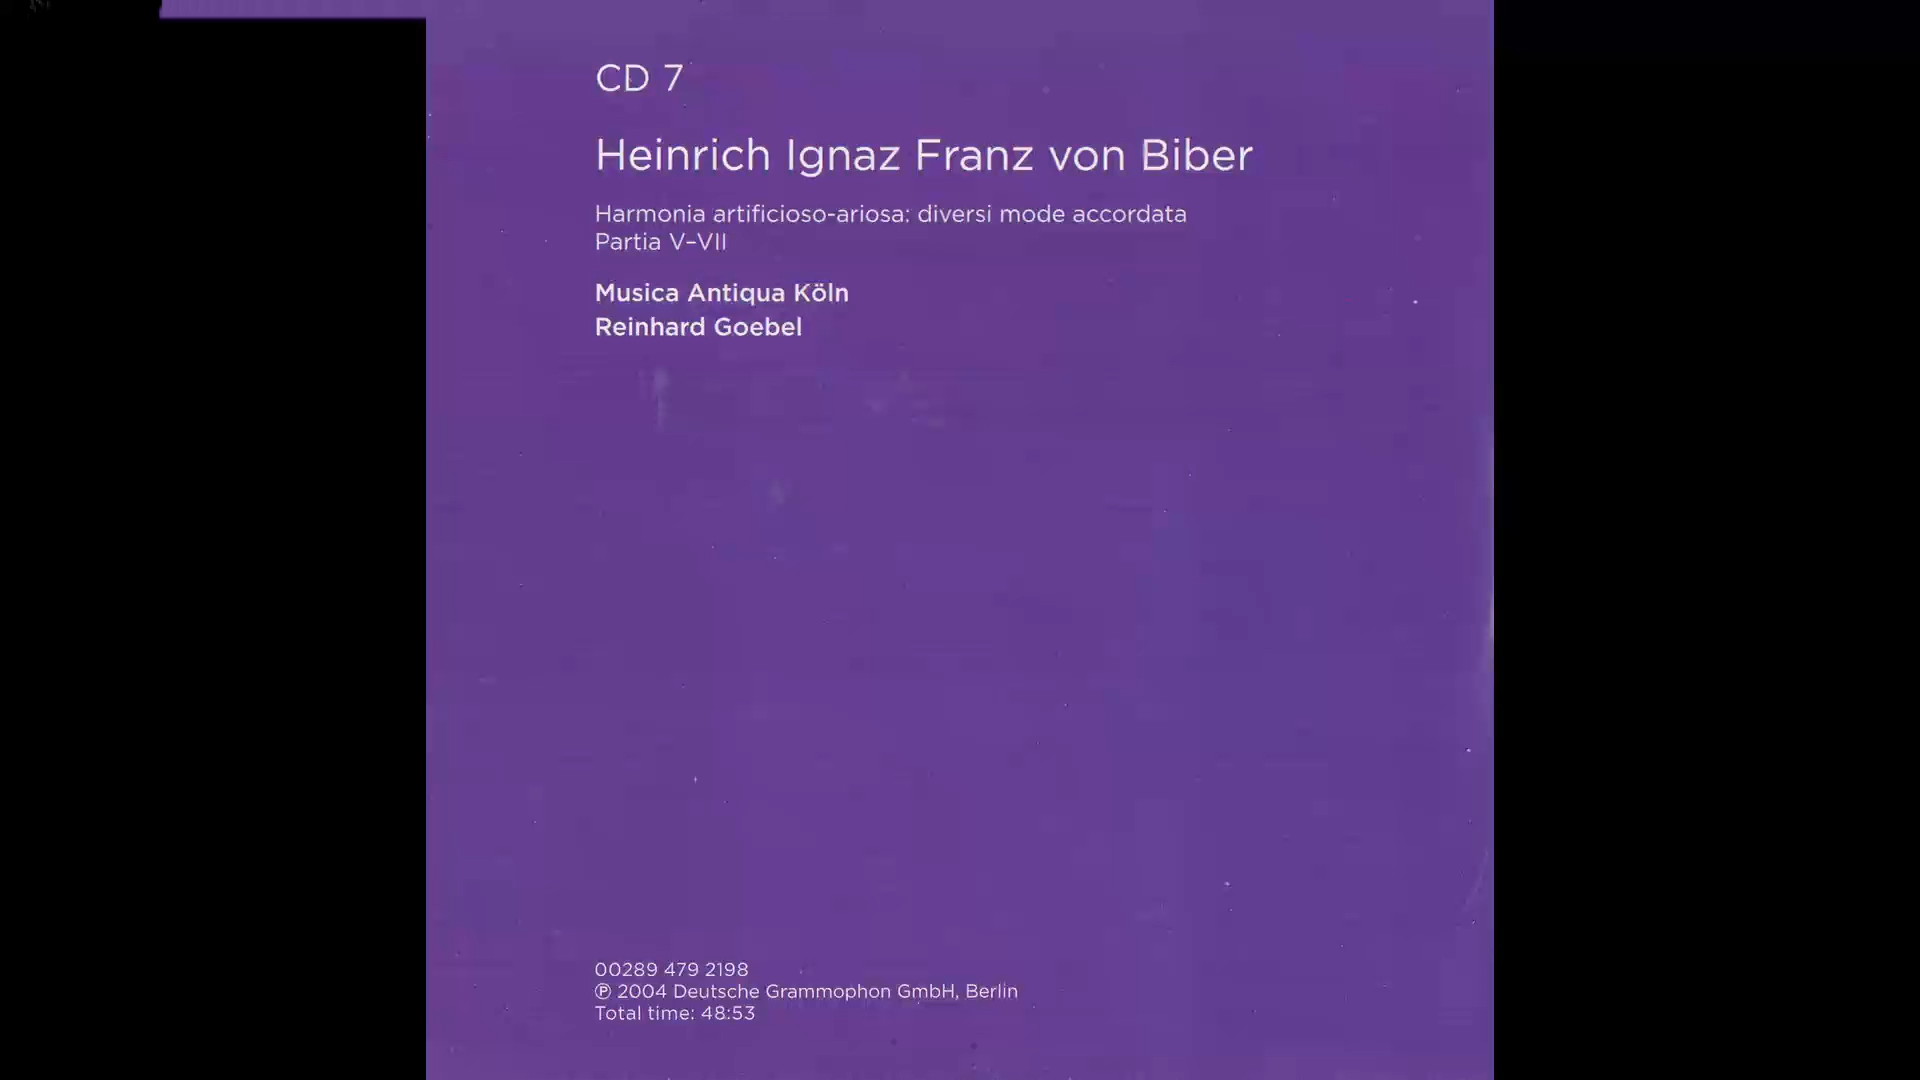 CD 7
Heinrich Ignaz Franz von Biber
Harmonia artificioso-ariosa: diversi mode accordata
Partia V–VII
Musica Antiqua Köln
Reinhard Goebel
00289 479 2198
℗ 2004 Deutsche Grammophon GmbH, Berlin
Total time: 48:53